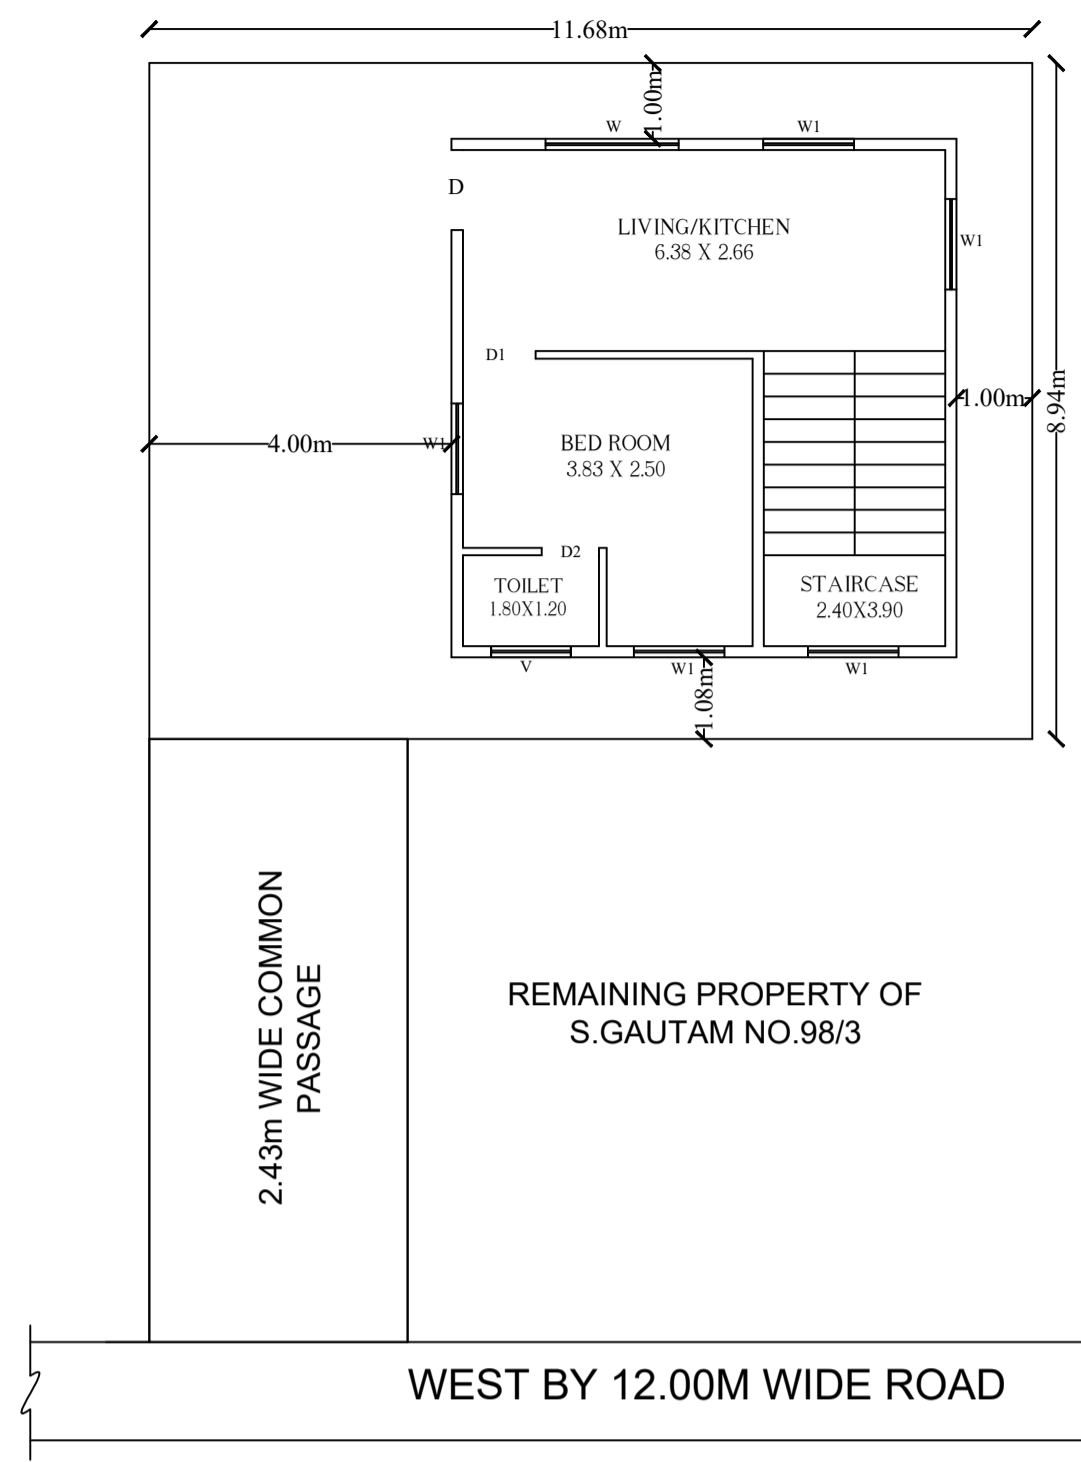 11.68m
1.00m
W
W1
D
LIVING/KITCHEN
6.38 X 2.66
W1
D1
8.94m
1.00m
4.00m
W1
BED ROOM
3.83 X 2.50
D2
TOILET
1.80X1.20
STAIRCASE
2.40X3.90
V
W1
W1
1.08m
2.43m WIDE COMMON
PASSAGE
REMAINING PROPERTY OF
S.GAUTAM NO.98/3
WEST BY 12.00M WIDE ROAD